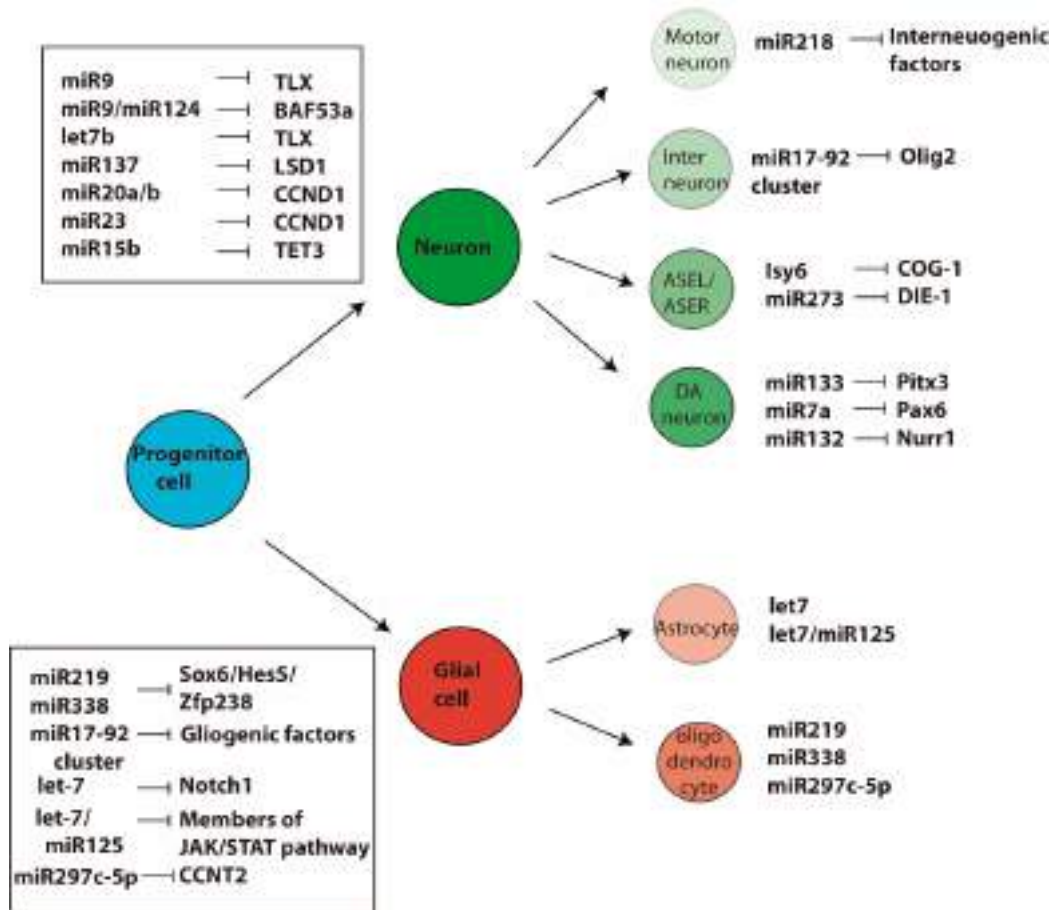 miR9 TLX
miR9/miR124 BAF53a
let7b TLX
miR137 LSD1
miR20a/b CCND1
miR23 CCND1
miR15b TET3
Neuron
Motor
neuron
miR218 Interneuogenic
factors
Inter
neuron
miR17-92 Olig2
cluster
ASEL/
ASER
lsy6 COG-1
miR273 DIE-1
DA
neuron
miR133 Pitx3
miR7a Pax6
miR132 Nurr1
Progenitor
cell
Glial
cell
Astrocyte
let7
let7/miR125
oligo
dendro
cyte
miR219
miR338
miR297c-5p
miR219 Sox6/Hes5/
miR338 Zfp238
miR17-92 Gliogenic factors
cluster
let-7 Notch1
let-7/ Members of
miR125 JAK/STAT pathway
miR297c-5p CCNT2